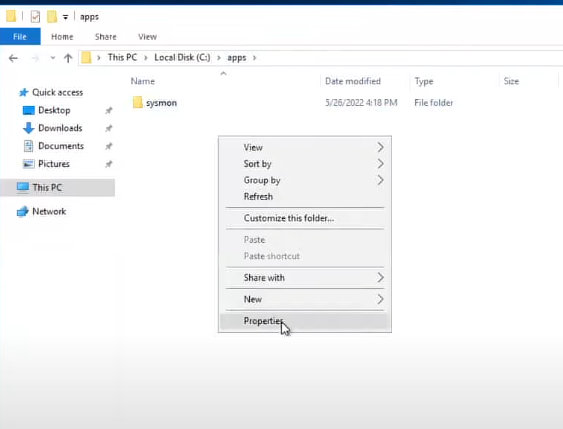 apps
File Home Share View
This PC Local Disk (C:) apps
Name Date modified Type Size
Quick access
Desktop
Downloads
Documents
Pictures
This PC
Network
sysmon 5/26/2022 4:18 PM File folder
View
Sort by
Group by
Refresh
Customize this folder...
Paste
Paste shortcut
Share with
New
Properties